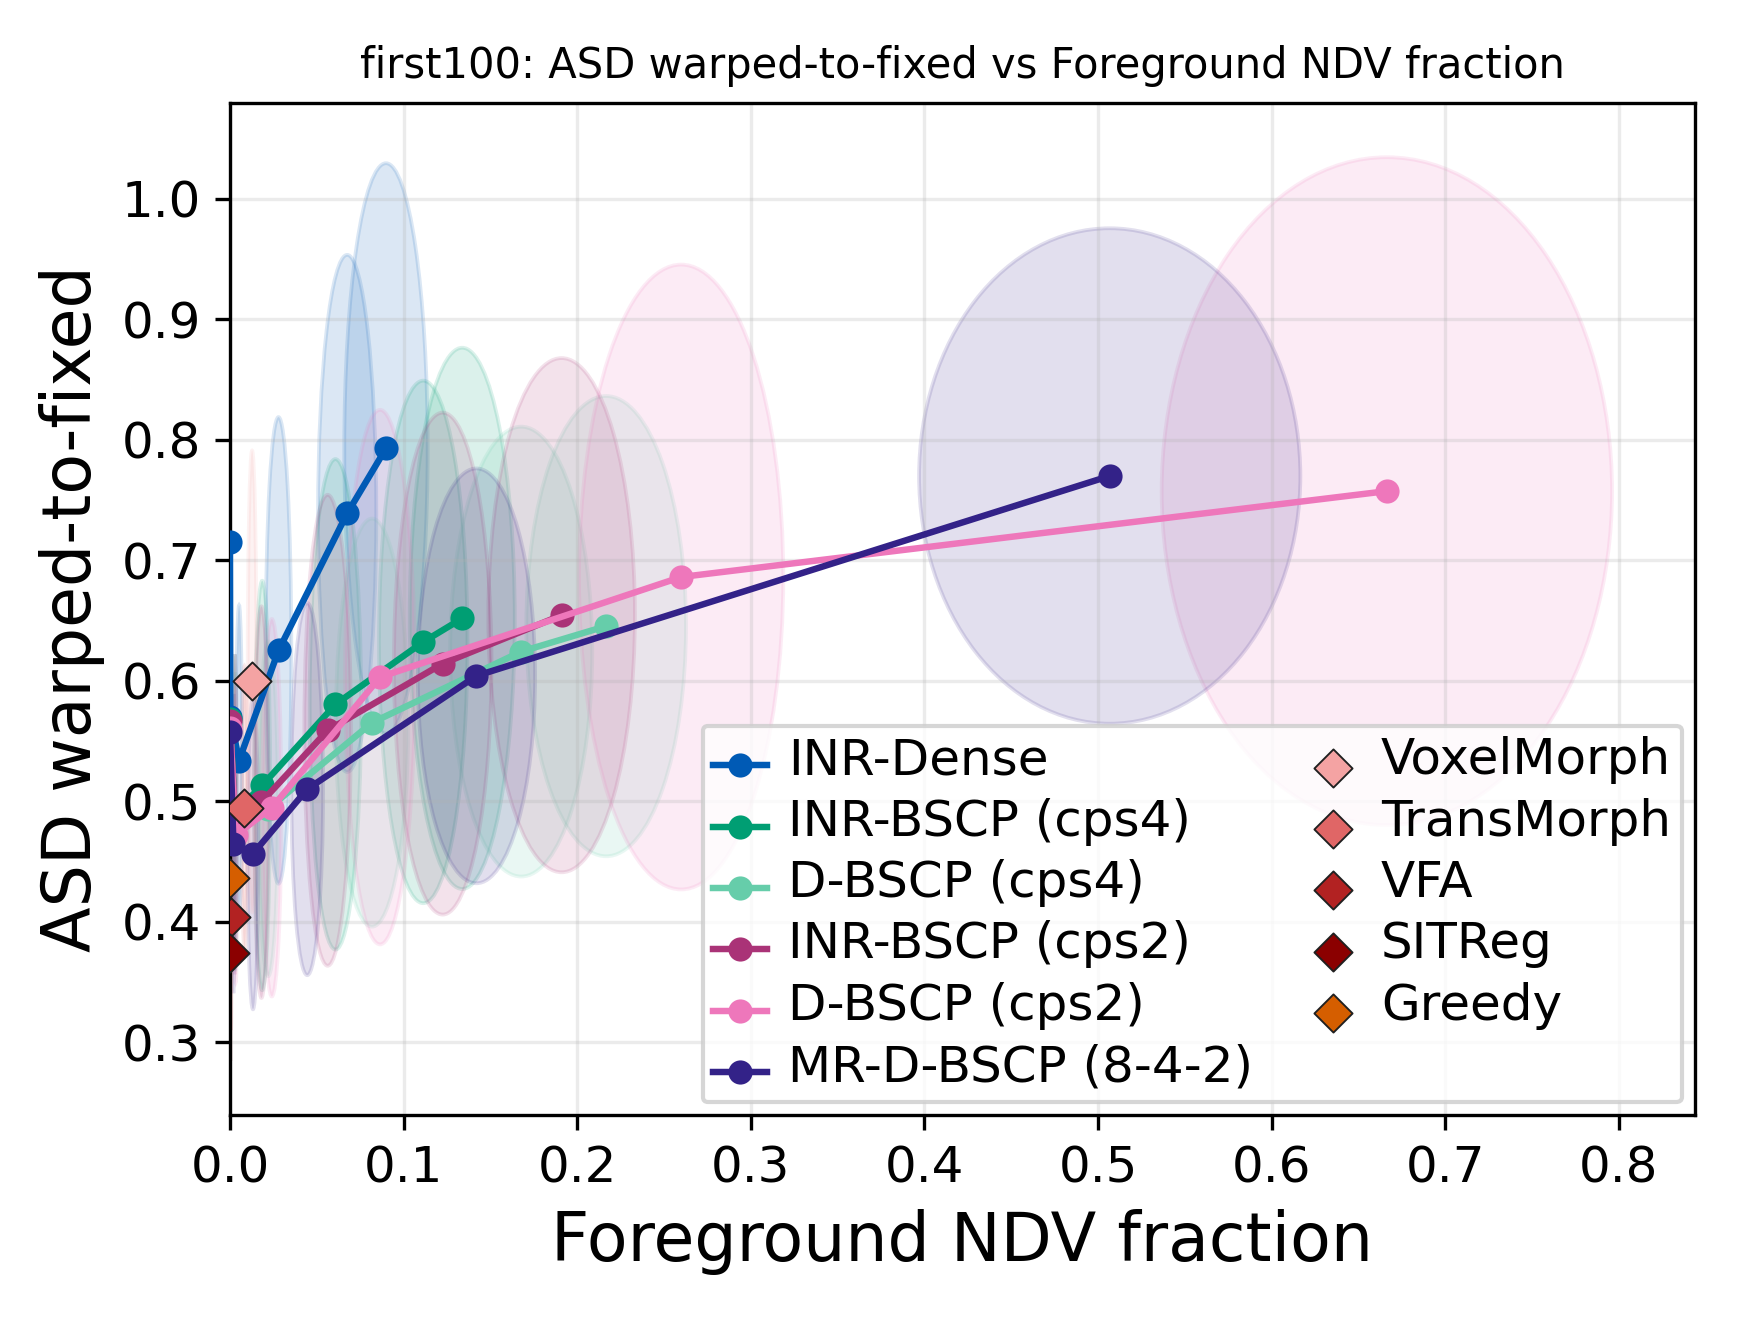 first100: ASD warped-to-fixed vs Foreground NDV fraction
ASD warped-to-fixed
1.0
0.9
0.8
0.7
0.6
0.5
0.4
0.3
0.0 0.1 0.2 0.3 0.4 0.5 0.6 0.7 0.8
Foreground NDV fraction
INR-Dense
INR-BSCP (cps4)
D-BSCP (cps4)
INR-BSCP (cps2)
D-BSCP (cps2)
MR-D-BSCP (8-4-2)
VoxelMorph
TransMorph
VFA
SITReg
Greedy